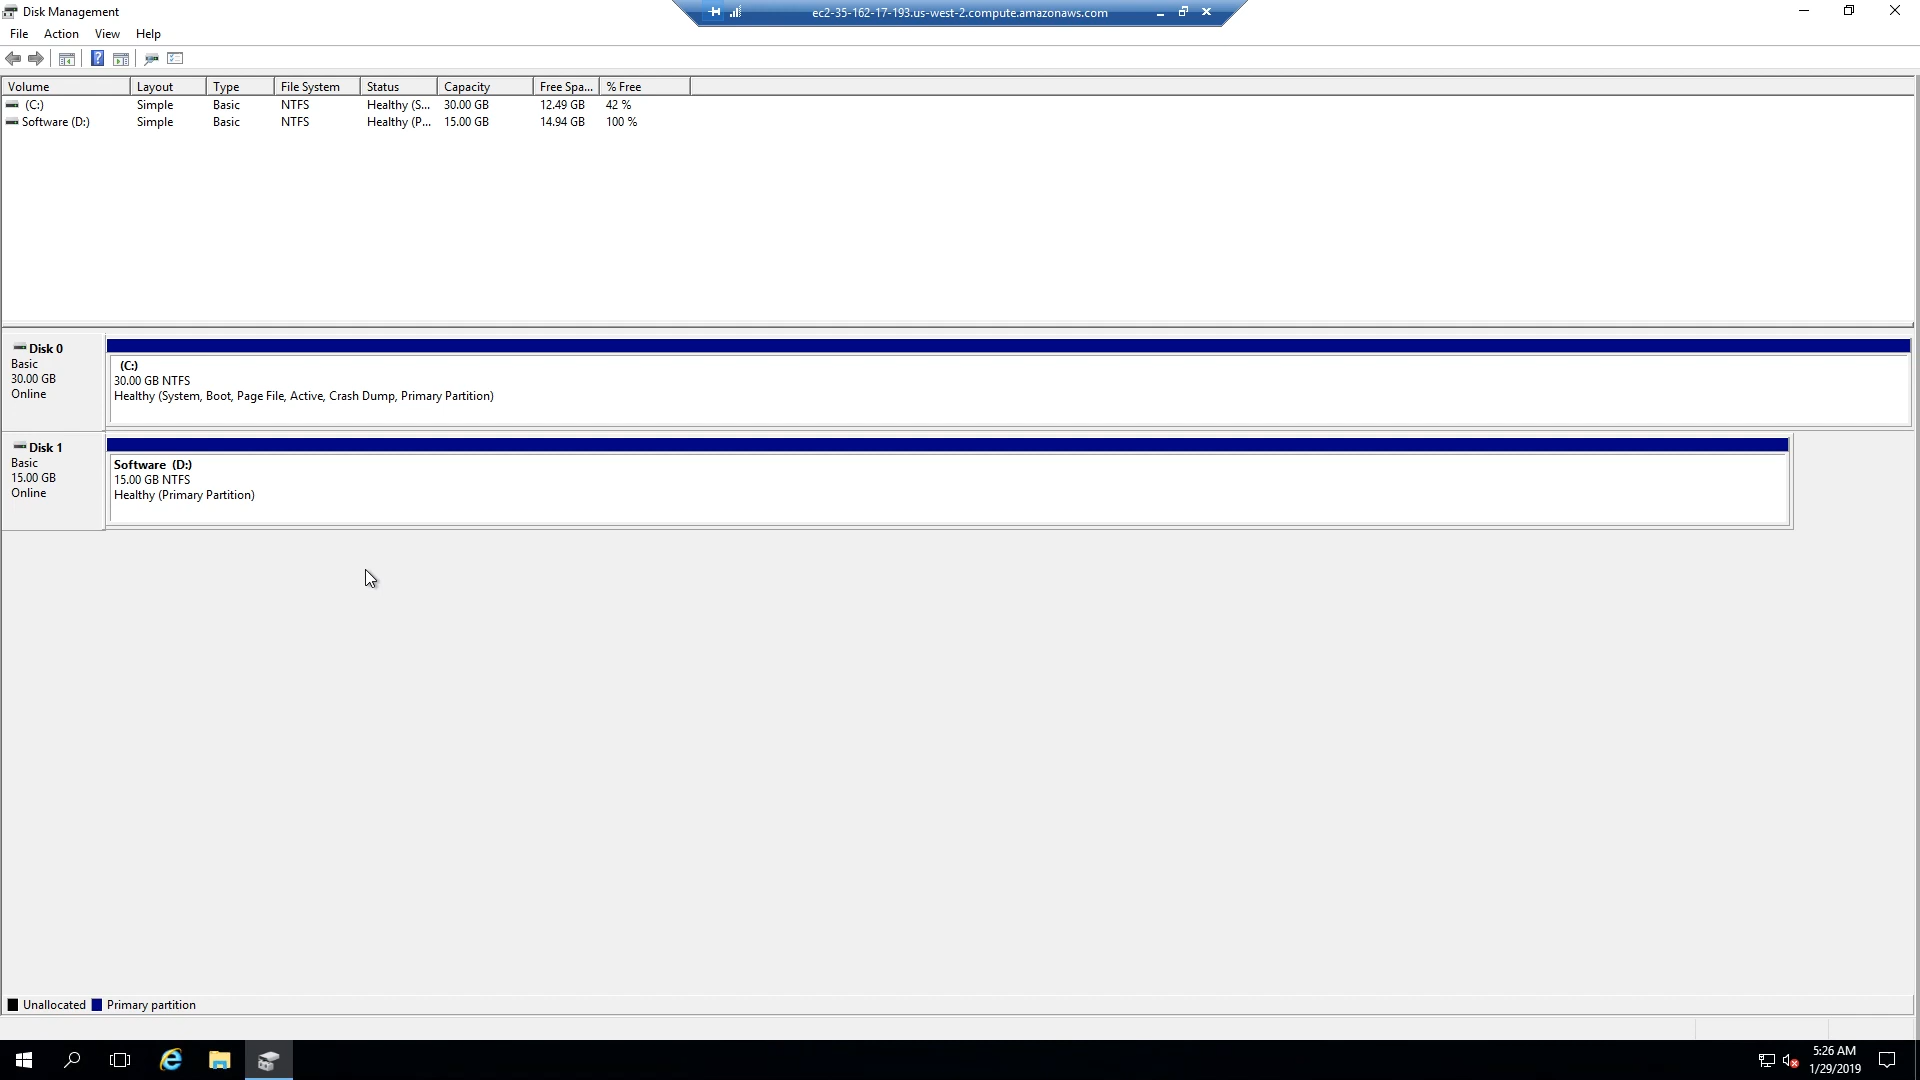 Disk Management
ec2-35-162-17-193.us-west-2.compute.amazonaws.com
File Action View Help
Volume Layout Type File System Status Capacity Free Spa... % Free
(C:) Simple Basic NTFS Healthy (S... 30.00 GB 12.49 GB 42 %
Software (D:) Simple Basic NTFS Healthy (P... 15.00 GB 14.94 GB 100 %
Disk 0
Basic
30.00 GB
Online
(C:)
30.00 GB NTFS
Healthy (System, Boot, Page File, Active, Crash Dump, Primary Partition)
Disk 1
Basic
15.00 GB
Online
Software (D:)
15.00 GB NTFS
Healthy (Primary Partition)
Unallocated Primary partition
5:26 AM
1/29/2019